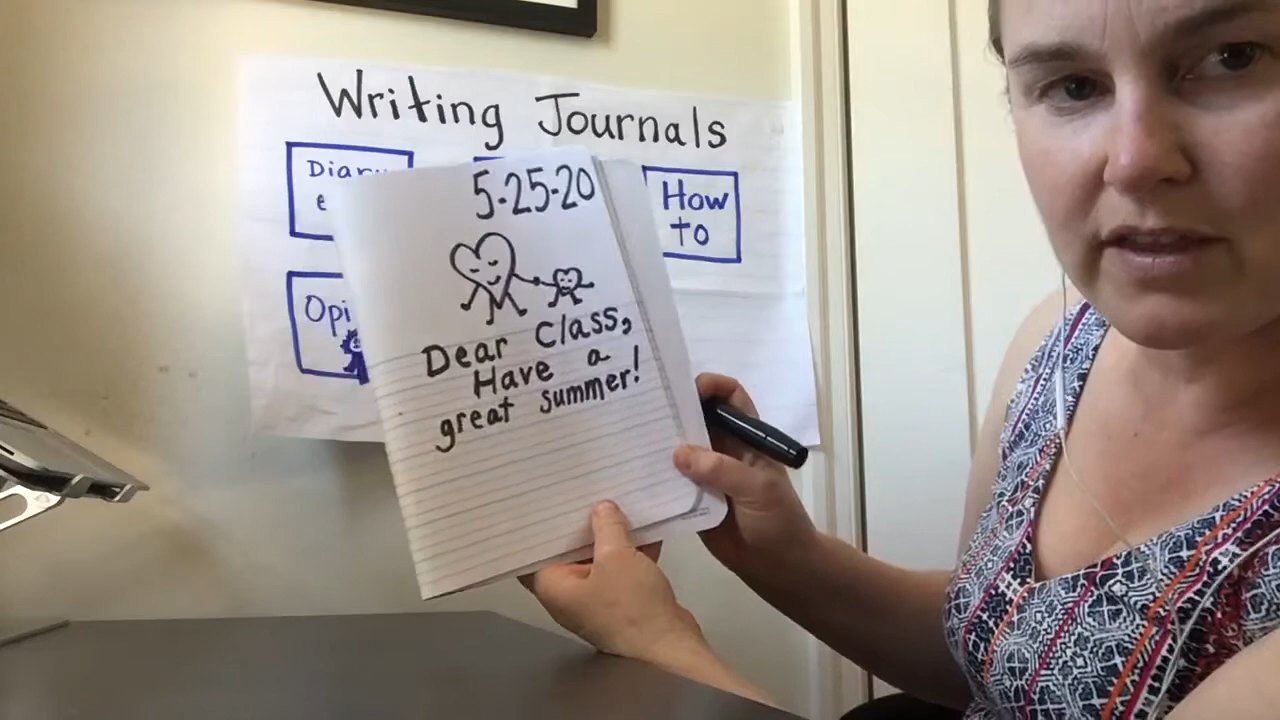 Writing Journals
How
to
5-25-20
Dear Class,
Have a
great summer!